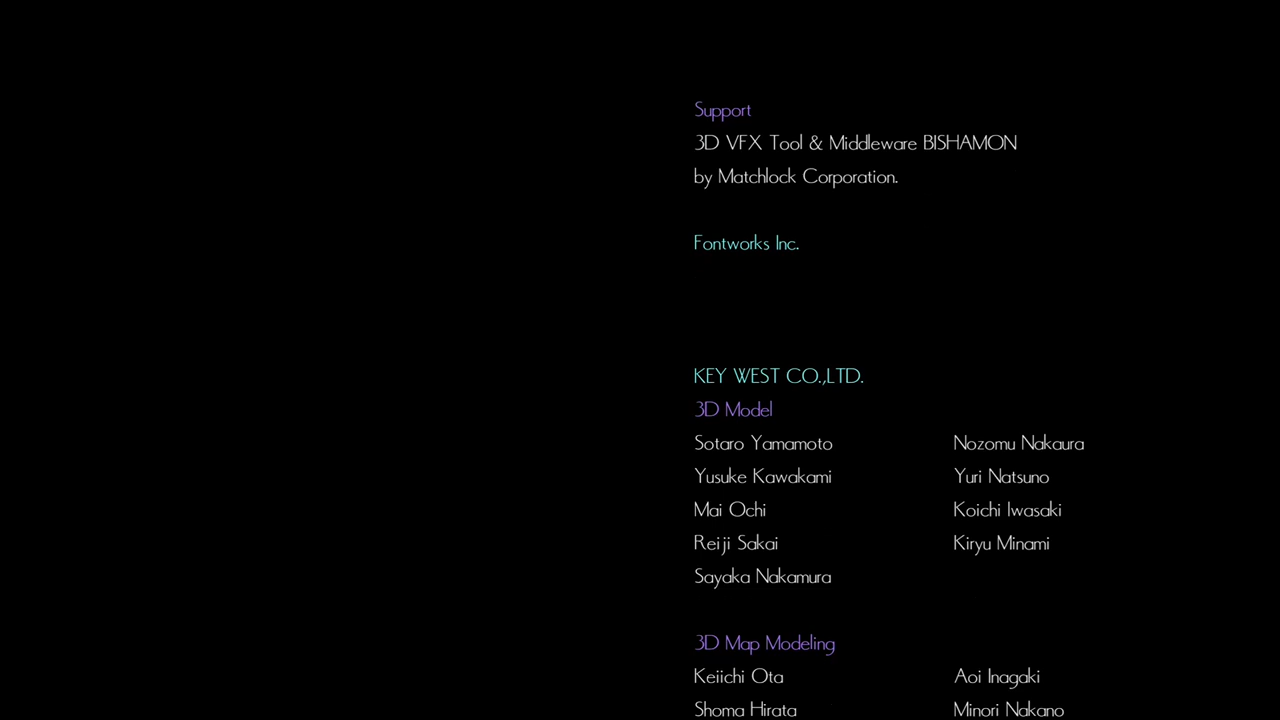 Support
3D VFX Tool & Middleware BISHAMON
by Matchlock Corporation.
Fontworks Inc.
KEY WEST CO.,LTD.
3D Model
Sotaro Yamamoto Nozomu Nakaura
Yusuke Kawakami Yuri Natsuno
Mai Ochi Koichi Iwasaki
Reiji Sakai Kiryu Minami
Sayaka Nakamura
3D Map Modeling
Keiichi Ota Aoi Inagaki
Shoma Hirata Minori Nakano